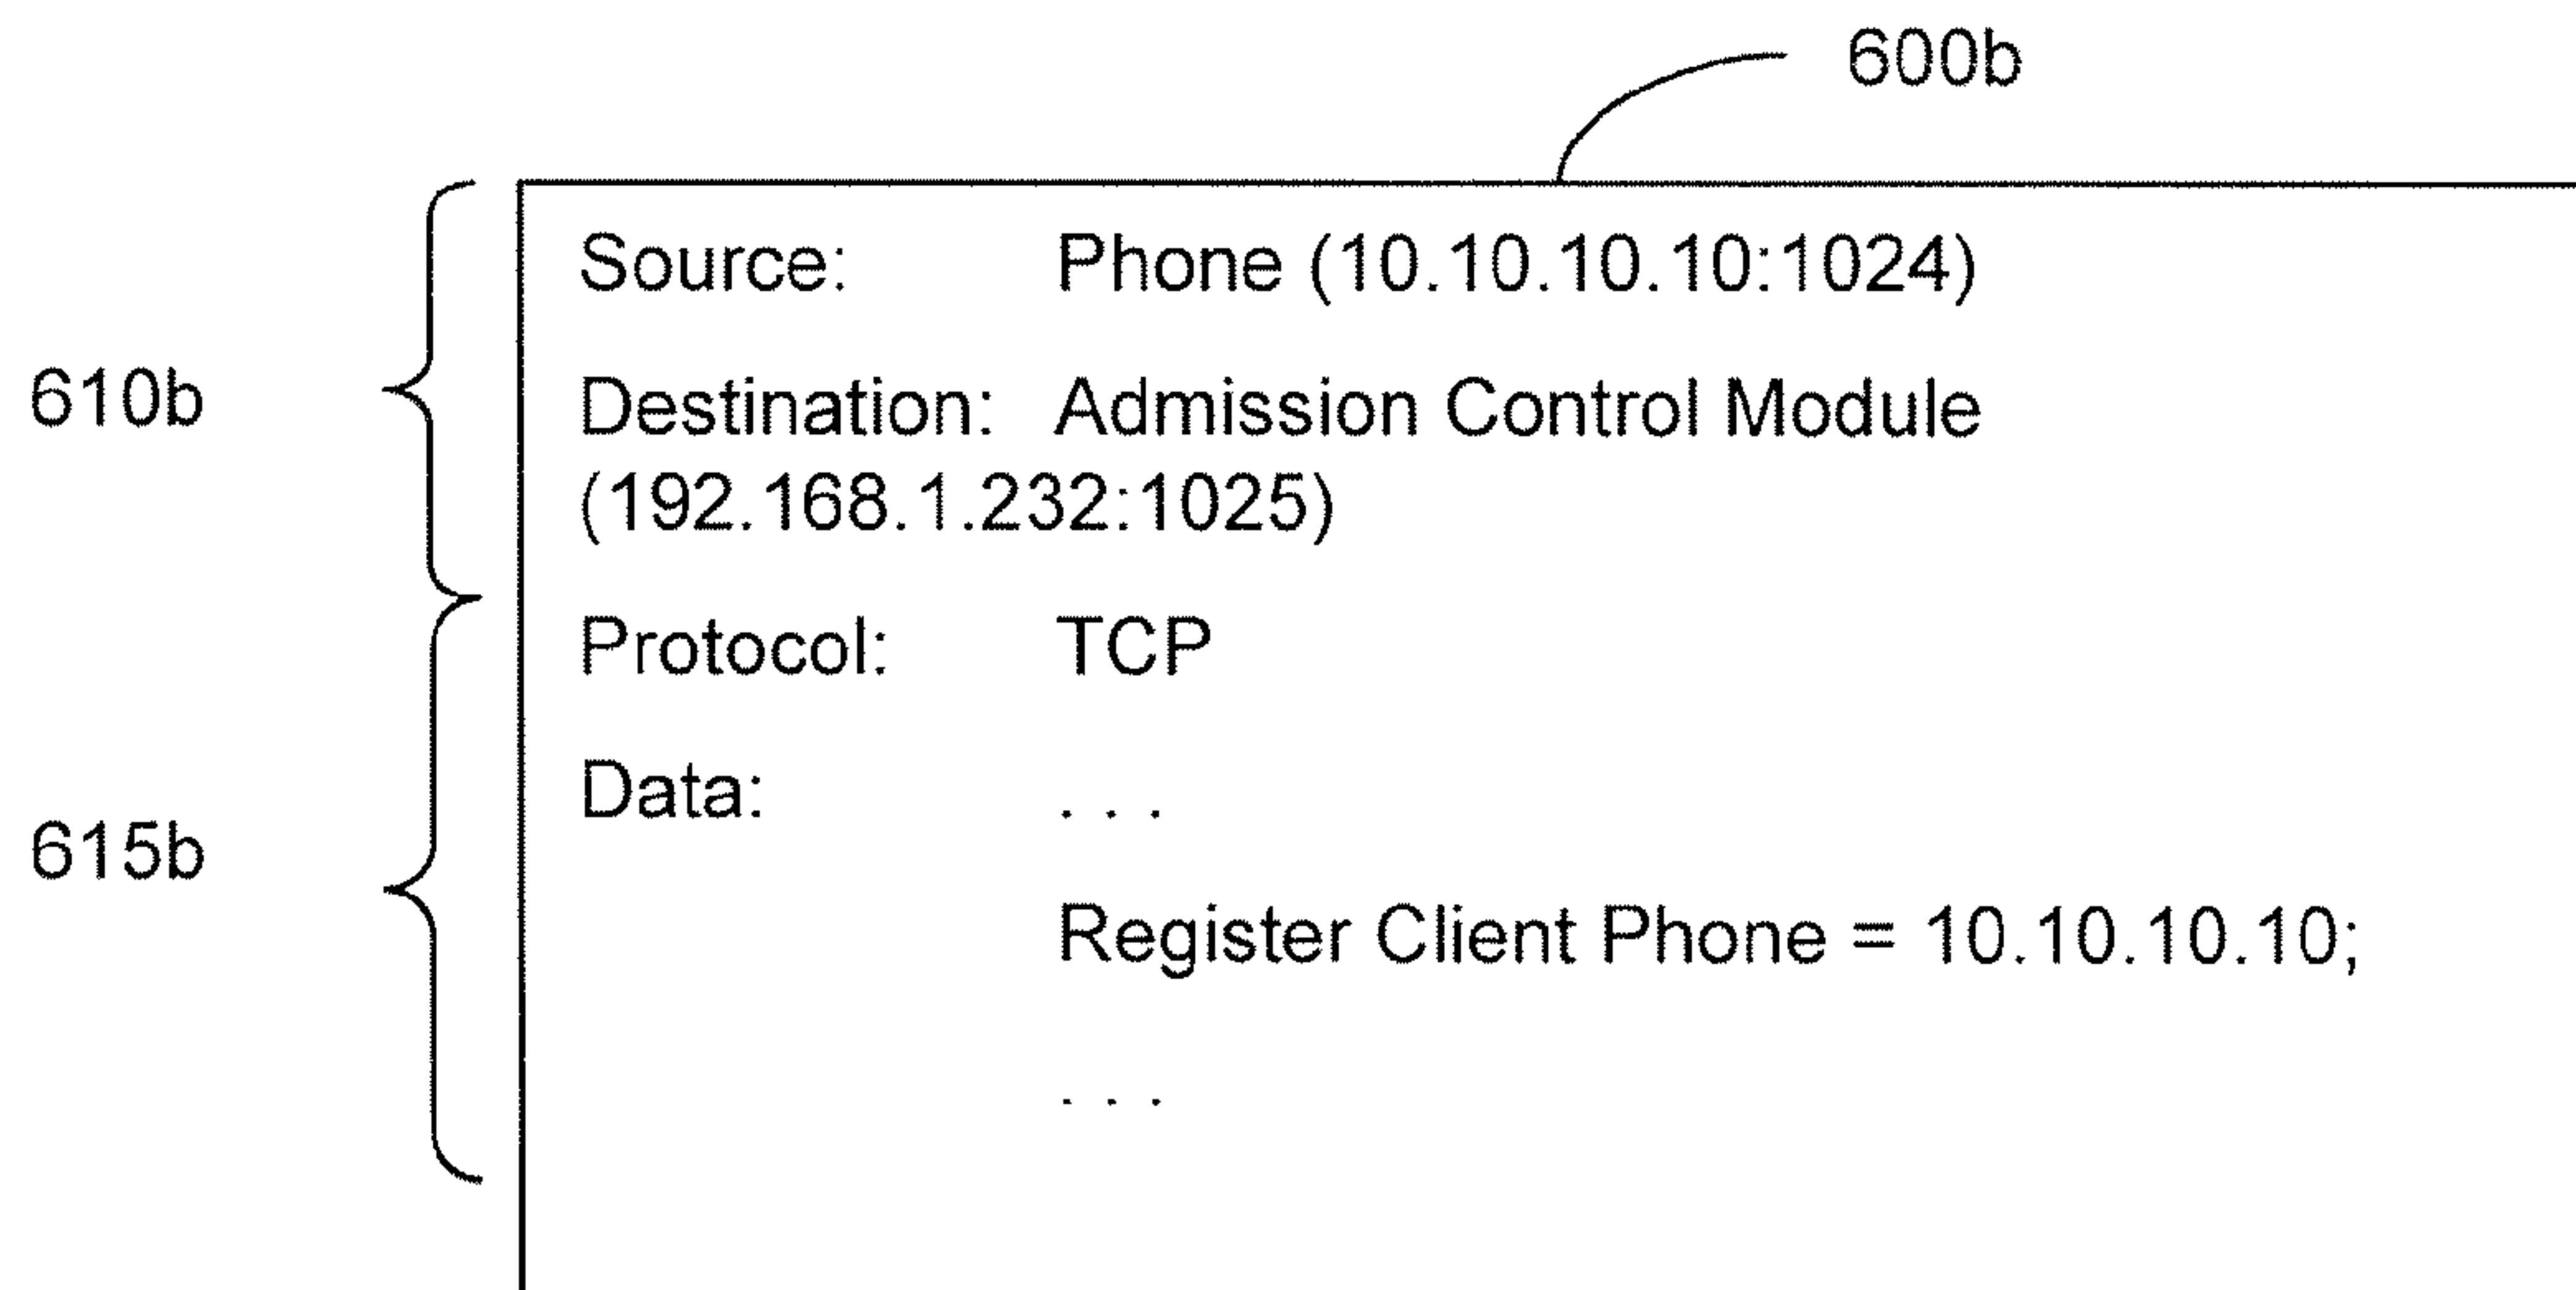 600b
Source: Phone (10.10.10.10:1024)
610b
Destination: Admission Control Module
(192.168.1.232:1025)
Protocol: TCP
Data: . . .
615b
Register Client Phone = 10.10.10.10;
. . .